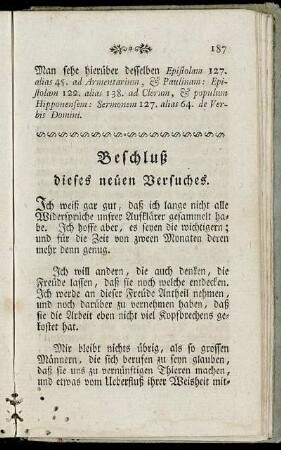 187
Man sehe hierüber desselben Epistolam 127.
alias 45. ad Armentarium, & Paulinam: Epi-
stolam 122. alias 138. ad Clerum, & populum
Hipponensem: Sermonem 127. alias 64. de Ver-
bis Domini.
Beschluß
dieses neüen Versuches.
Ich weiß gar gut, daß ich lange nicht alle
Widersprüche unsrer Aufklärer gesammelt ha-
be. Ich hoffe aber, es seyen die wichtigern;
und für die Zeit von zween Monaten deren
mehr denn genug.
Ich will andern, die auch denken, die
Freüde lassen, daß sie noch welche entdecken.
Ich werde an dieser Freüde Antheil nehmen,
und noch darüber zu vernehmen haben, daß
sie die Arbeit eben nicht viel Kopfbrechens ge-
kostet hat.
Mir bleibt nichts übrig, als so grossen
Männern, die sich berufen zu seyn glauben,
daß sie uns zu vernünftigen Thieren machen,
und etwas vom Ueberfluß ihrer Weisheit mit-